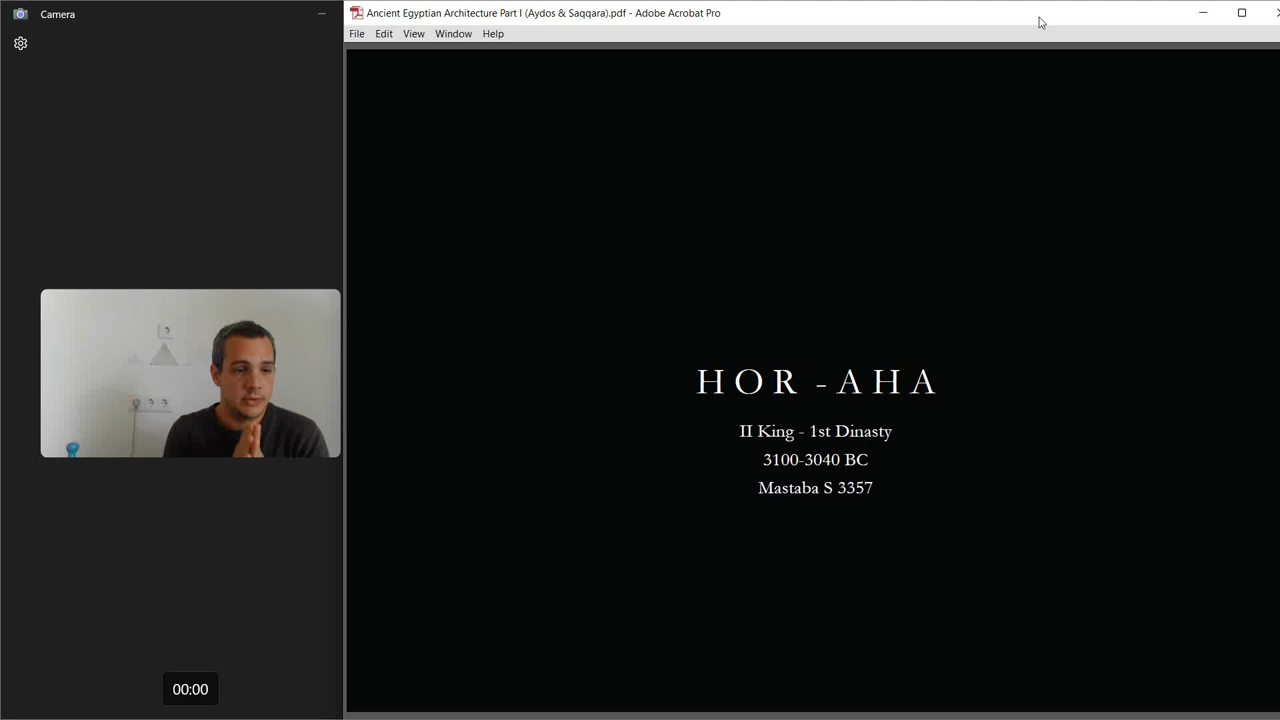 Camera
Ancient Egyptian Architecture Part I (Aydos & Saqqara).pdf - Adobe Acrobat Pro
File Edit View Window Help
HOR-AHA
II King - 1st Dinasty
3100-3040 BC
Mastaba S 3357
00:00